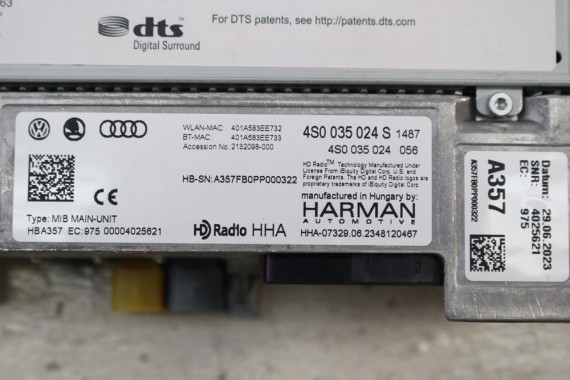 63
For DTS patents, see http://patents.dts.com.
dts
Digital Surround
WLAN-MAC: 401A583EE732
BT-MAC: 401A583EE733
Accession No.: 2132098-000
4S0 035 024 S 1487
4S0 035 024 056
HD Radio™ Technology Manufactured Under
License From iBiquity Digital Corp. U.S. and
Foreign Patents. The HD and HD Radio logos are
proprietary trademarks of iBiquity Digital Corp.
HB-SN: A357FB0PP000322
manufactured in Hungary by:
HARMAN
AUTOMOTIVE
HHA-07329.06.2348120467
CE
HD Radio HHA
Type: MIB MAIN-UNIT
HBA357 EC: 975 00004025621
A357FB0PP000322
A357
EC: 975
SNR: 4025621
Datum: 29.06.2023